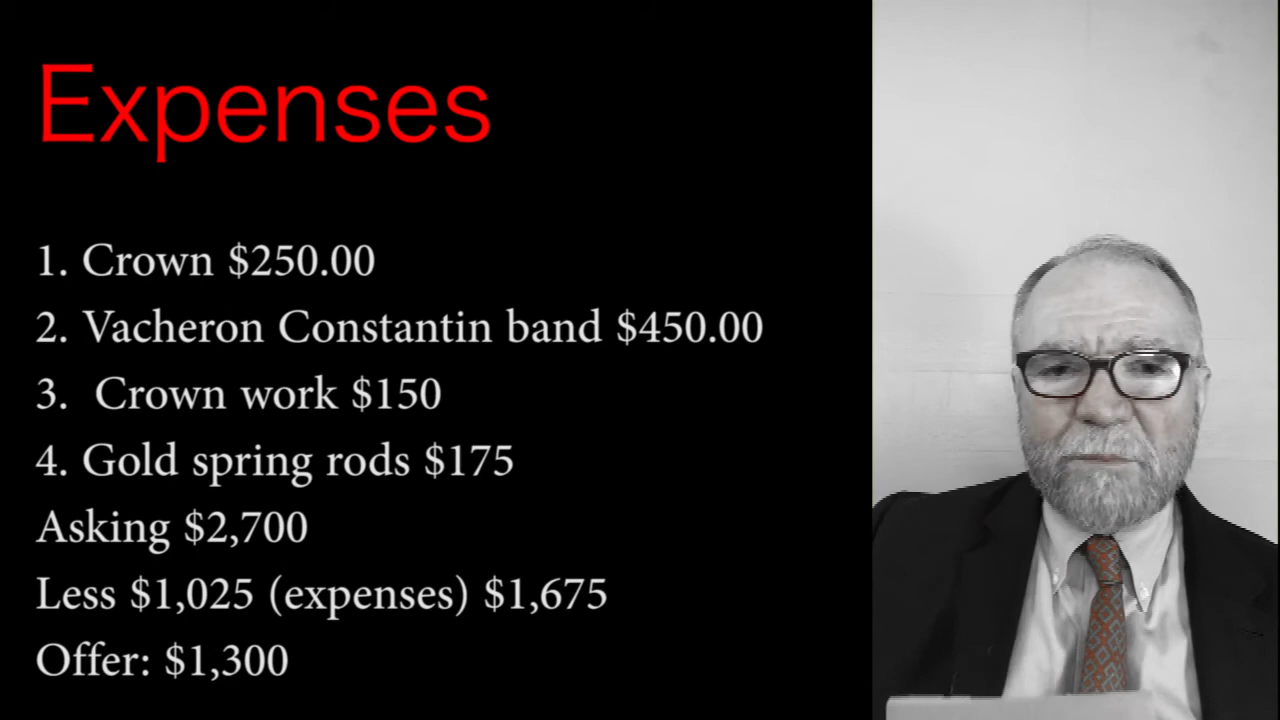 Expenses
1. Crown $250.00
2. Vacheron Constantin band $450.00
3. Crown work $150
4. Gold spring rods $175
Asking $2,700
Less $1,025 (expenses) $1,675
Offer: $1,300